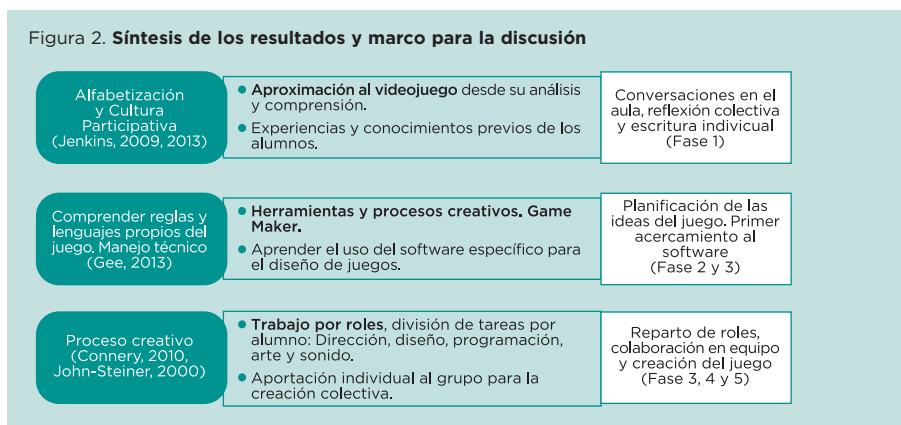 Figura 2. Síntesis de los resultados y marco para la discusión
Alfabetización
y Cultura
Participativa
(Jenkins, 2009, 2013)
• Aproximación al videojuego desde su análisis
y comprensión.
• Experiencias y conocimientos previos de los
alumnos.
Conversaciones en el
aula, reflexión colectiva
y escritura indivicual
(Fase 1)
Comprender reglas y
lenguajes propios del
juego. Manejo técnico
(Gee, 2013)
• Herramientas y procesos creativos. Game
Maker.
• Aprender el uso del software específico para
el diseño de juegos.
Planificación de las
ideas del juego. Primer
acercamiento al
software
(Fase 2 y 3)
Proceso creativo
(Connery, 2010,
John-Steiner, 2000)
• Trabajo por roles, división de tareas por
alumno: Dirección, diseño, programación,
arte y sonido.
• Aportación individual al grupo para la
creación colectiva.
Reparto de roles,
colaboración en equipo
y creación del juego
(Fase 3, 4 y 5)